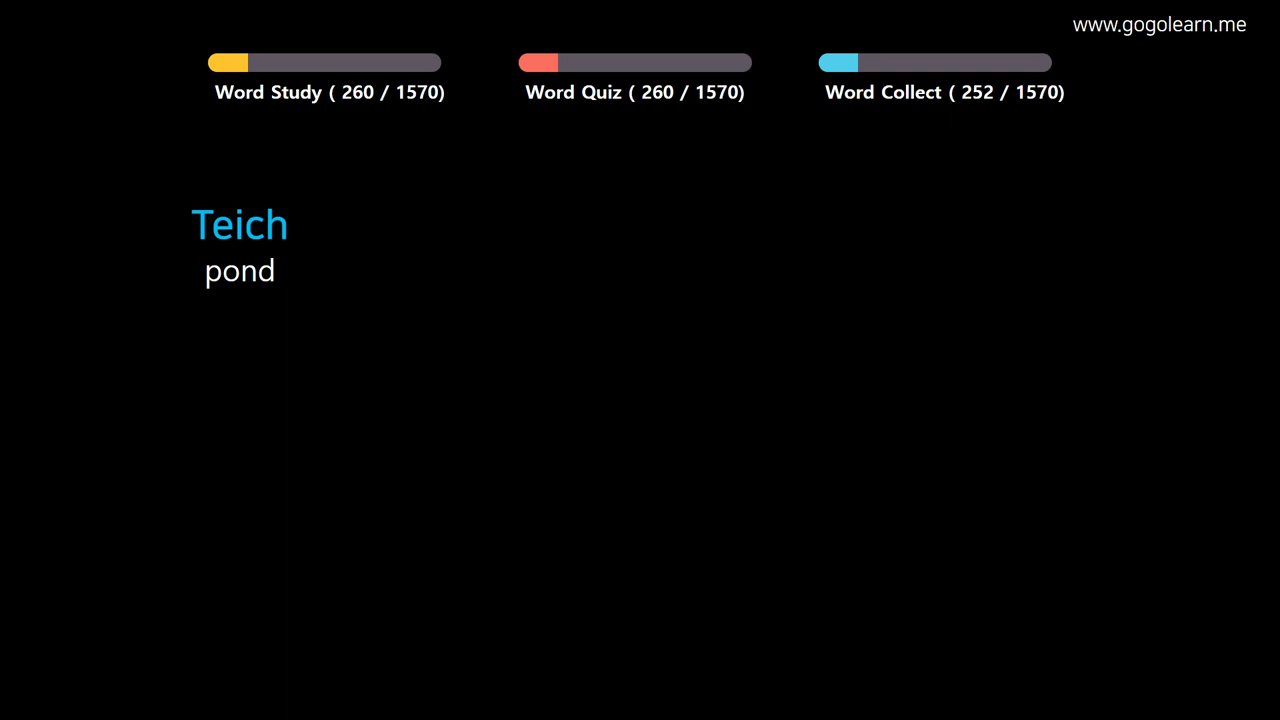 www.gogolearn.me
Word Study ( 260 / 1570)
Word Quiz ( 260 / 1570)
Word Collect ( 252 / 1570)
Teich
pond